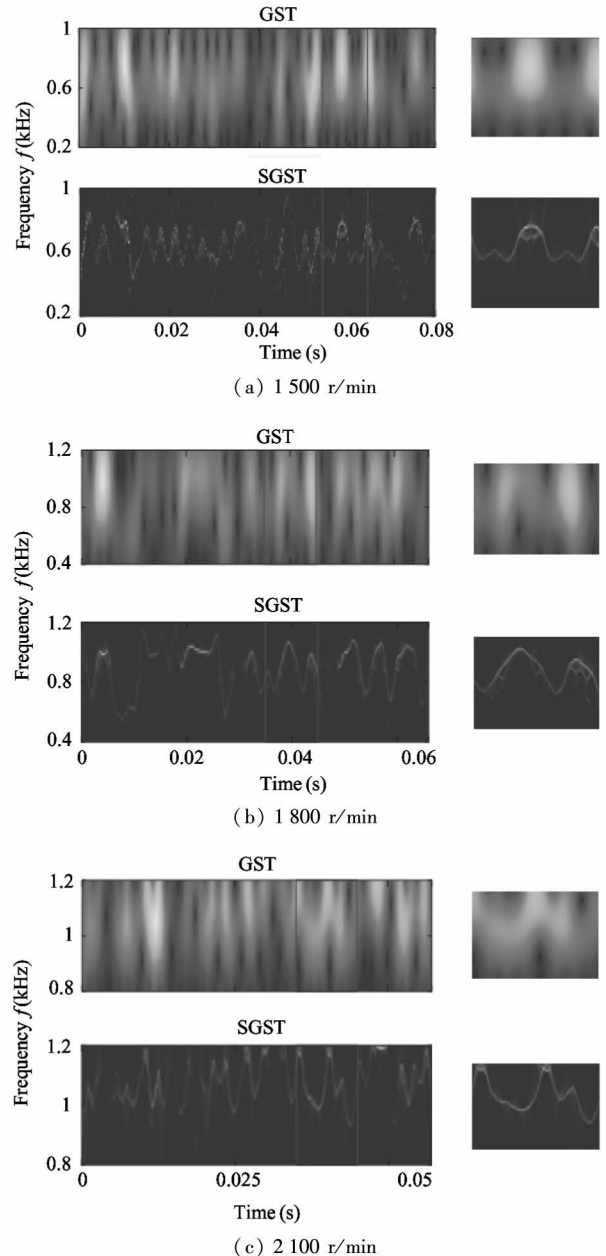 GST
1
0.6
0.2
SGST
1
0.6
0.2
Frequency f(kHz)
0 0.02 0.04 0.06 0.08
Time (s)
(a) 1 500 r/min
GST
1.2
0.8
0.4
SGST
1.2
0.8
0.4
Frequency f(kHz)
0 0.02 0.04 0.06
Time (s)
(b) 1 800 r/min
GST
1.2
1
0.8
SGST
1.2
1
0.8
Frequency f(kHz)
0 0.025 0.05
Time (s)
(c) 2 100 r/min